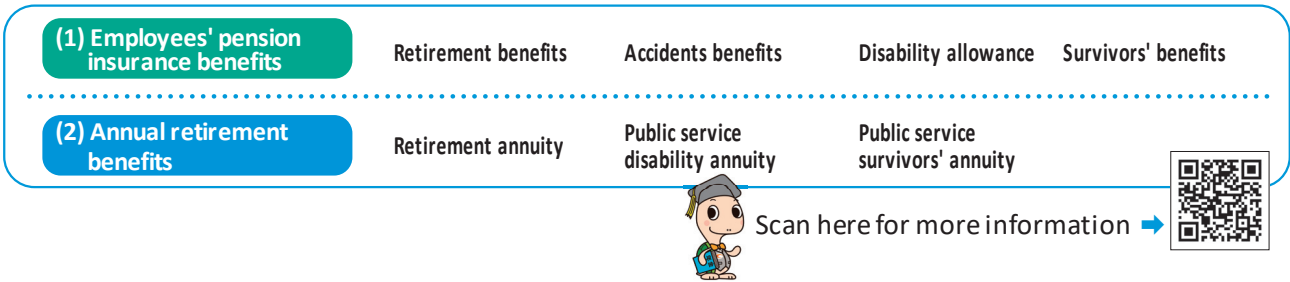 (1) Employees' pension
insurance benefits
Retirement benefits
Accidents benefits
Disability allowance
Survivors' benefits
(2) Annual retirement
benefits
Retirement annuity
Public service
disability annuity
Public service
survivors' annuity
Scan here for more information